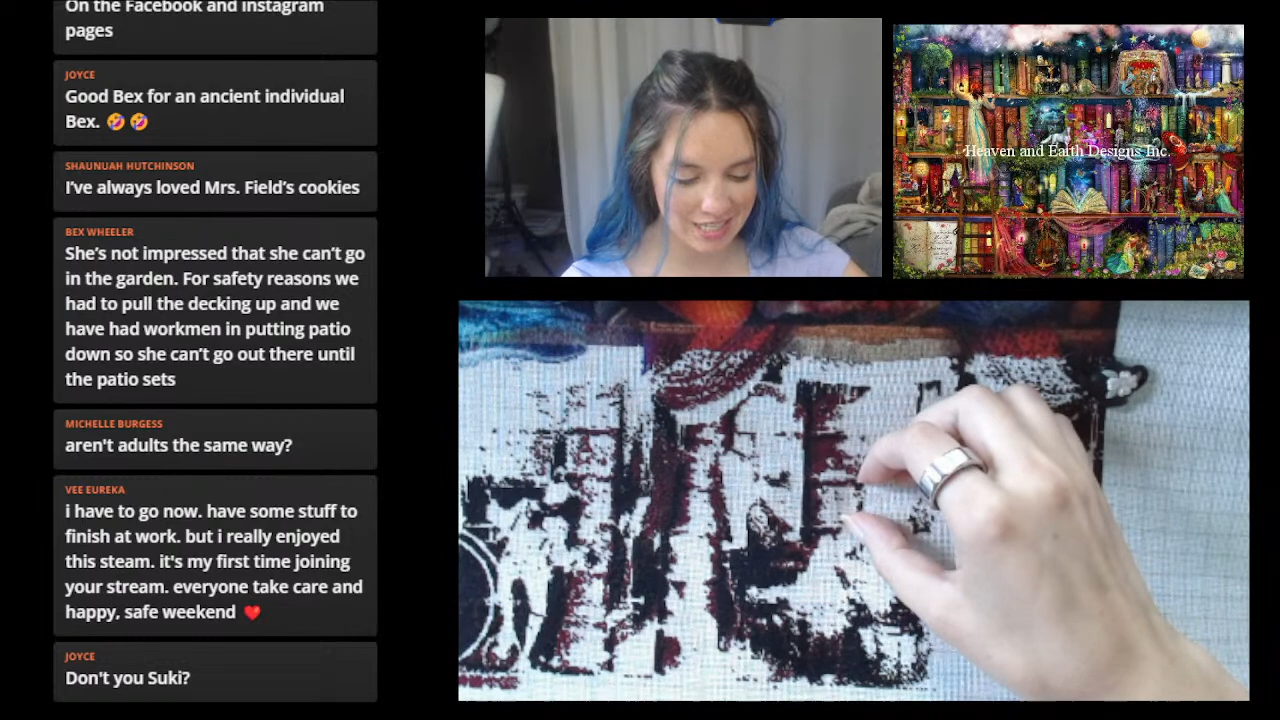 On the Facebook and instagram
pages
JOYCE
Good Bex for an ancient individual
Bex. 🤣 🤣
SHAUNUAH HUTCHINSON
I've always loved Mrs. Field's cookies
BEX WHEELER
She's not impressed that she can't go
in the garden. For safety reasons we
had to pull the decking up and we
have had workmen in putting patio
down so she can't go out there until
the patio sets
MICHELLE BURGESS
aren't adults the same way?
VEE EUREKA
i have to go now. have some stuff to
finish at work. but i really enjoyed
this steam. it's my first time joining
your stream. everyone take care and
happy, safe weekend ❤️
JOYCE
Don't you Suki?
Heaven and Earth Designs Inc.